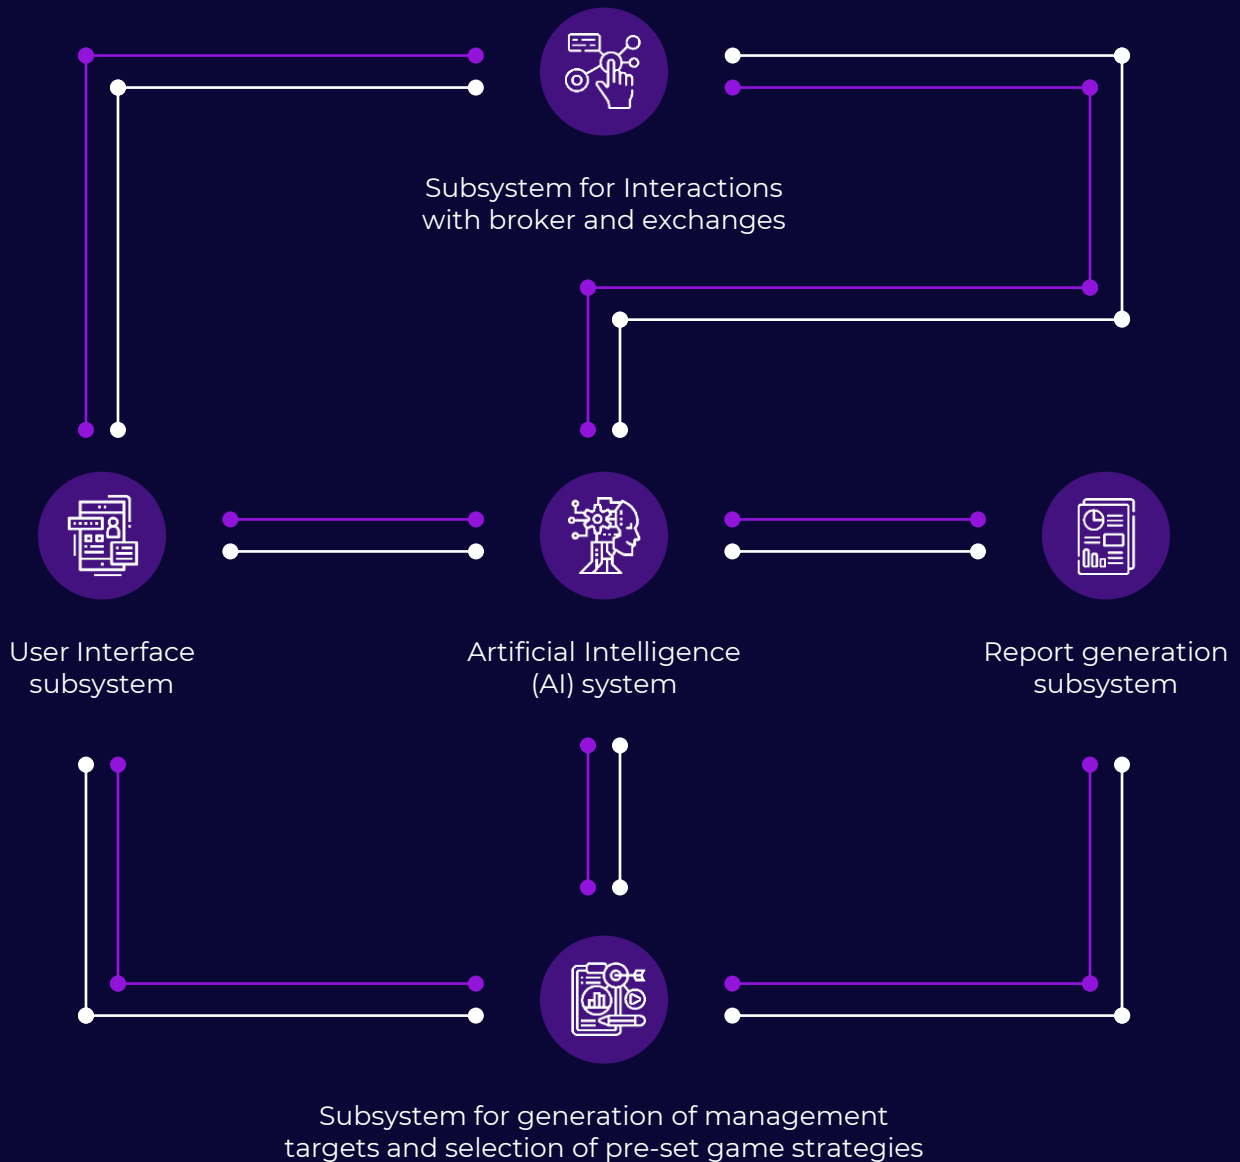 Subsystem for Interactions
with broker and exchanges
User Interface
subsystem
Artificial Intelligence
(AI) system
Report generation
subsystem
Subsystem for generation of management
targets and selection of pre-set game strategies